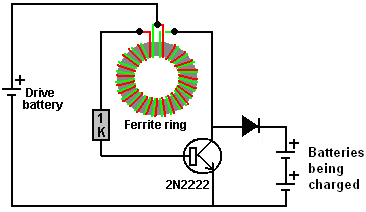 +
Drive
battery
1
K
Ferrite ring
2N2222
+
+
Batteries
being
charged